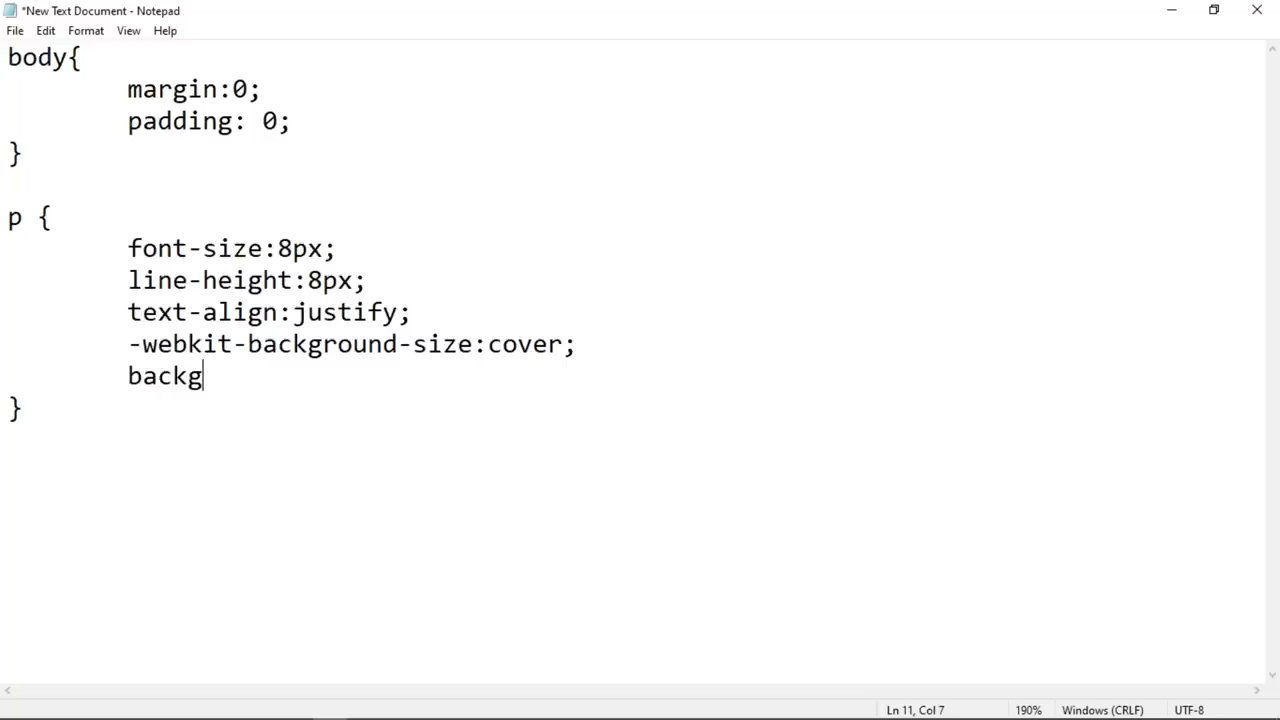 *New Text Document - Notepad
File Edit Format View Help
body{
margin:0;
padding: 0;
}
p {
font-size:8px;
line-height:8px;
text-align:justify;
-webkit-background-size:cover;
backg
}
Ln 11, Col 7 190% Windows (CRLF) UTF-8